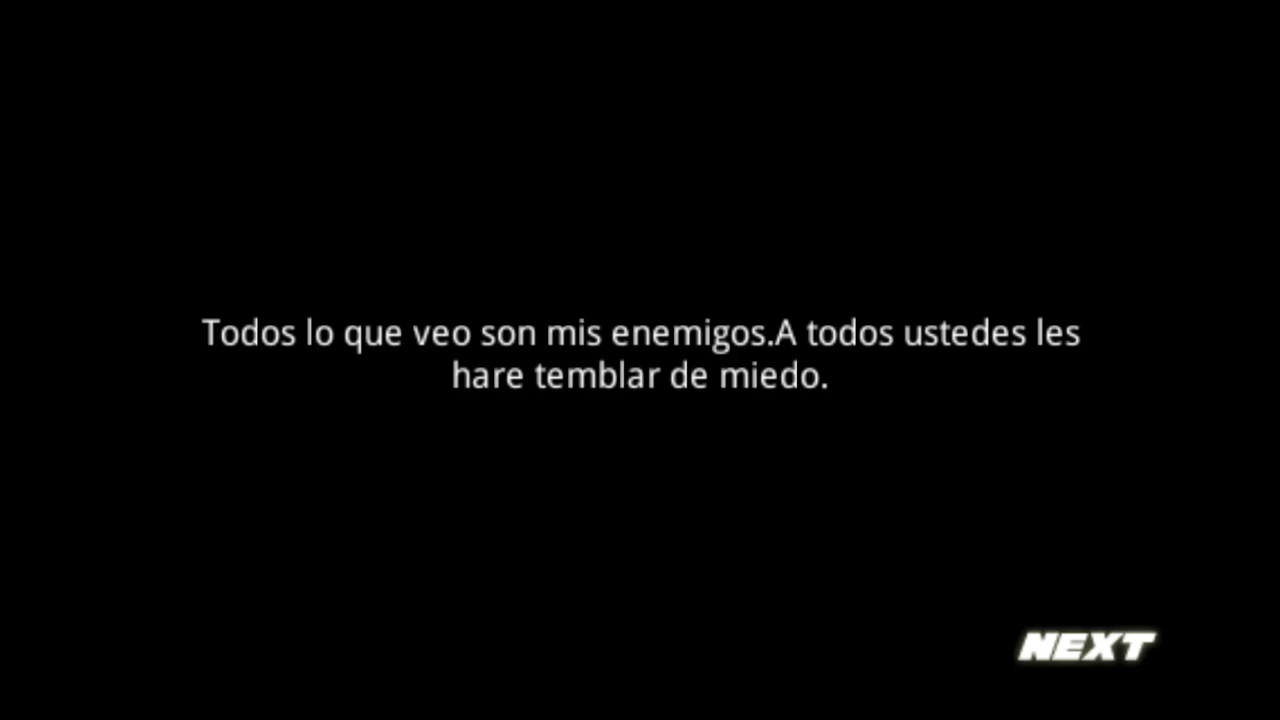 Todos lo que veo son mis enemigos.A todos ustedes les
hare temblar de miedo.
NEXT